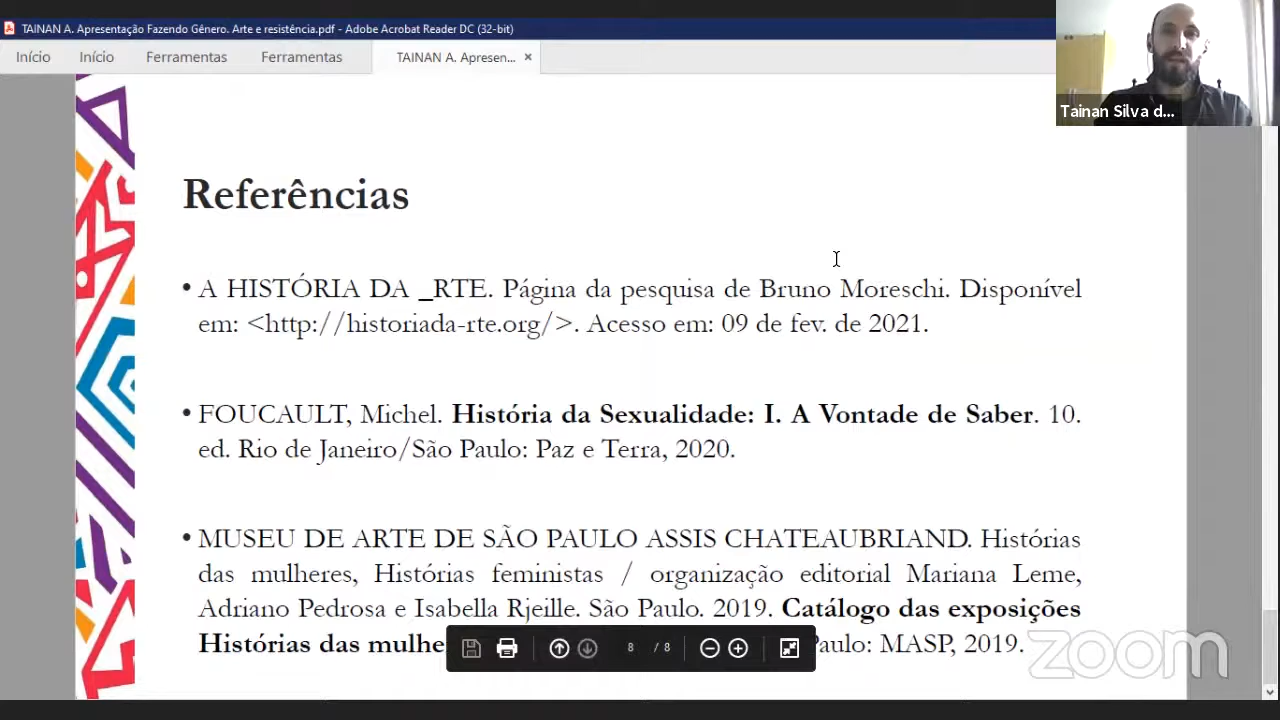 TAINAN A. Apresentação Fazendo Gênero. Arte e resistência.pdf - Adobe Acrobat Reader DC (32-bit)
Início Início Ferramentas Ferramentas TAINAN A. Apresen... ×
Tainan Silva d...
Referências
• A HISTÓRIA DA _RTE. Página da pesquisa de Bruno Moreschi. Disponível
em: <http://historiada-rte.org/>. Acesso em: 09 de fev. de 2021.
• FOUCAULT, Michel. História da Sexualidade: I. A Vontade de Saber. 10.
ed. Rio de Janeiro/São Paulo: Paz e Terra, 2020.
• MUSEU DE ARTE DE SÃO PAULO ASSIS CHATEAUBRIAND. Histórias
das mulheres, Histórias feministas / organização editorial Mariana Leme,
Adriano Pedrosa e Isabella Rjeille. São Paulo. 2019. Catálogo das exposições
Histórias das mulhe Paulo: MASP, 2019.
8 / 8
zoom